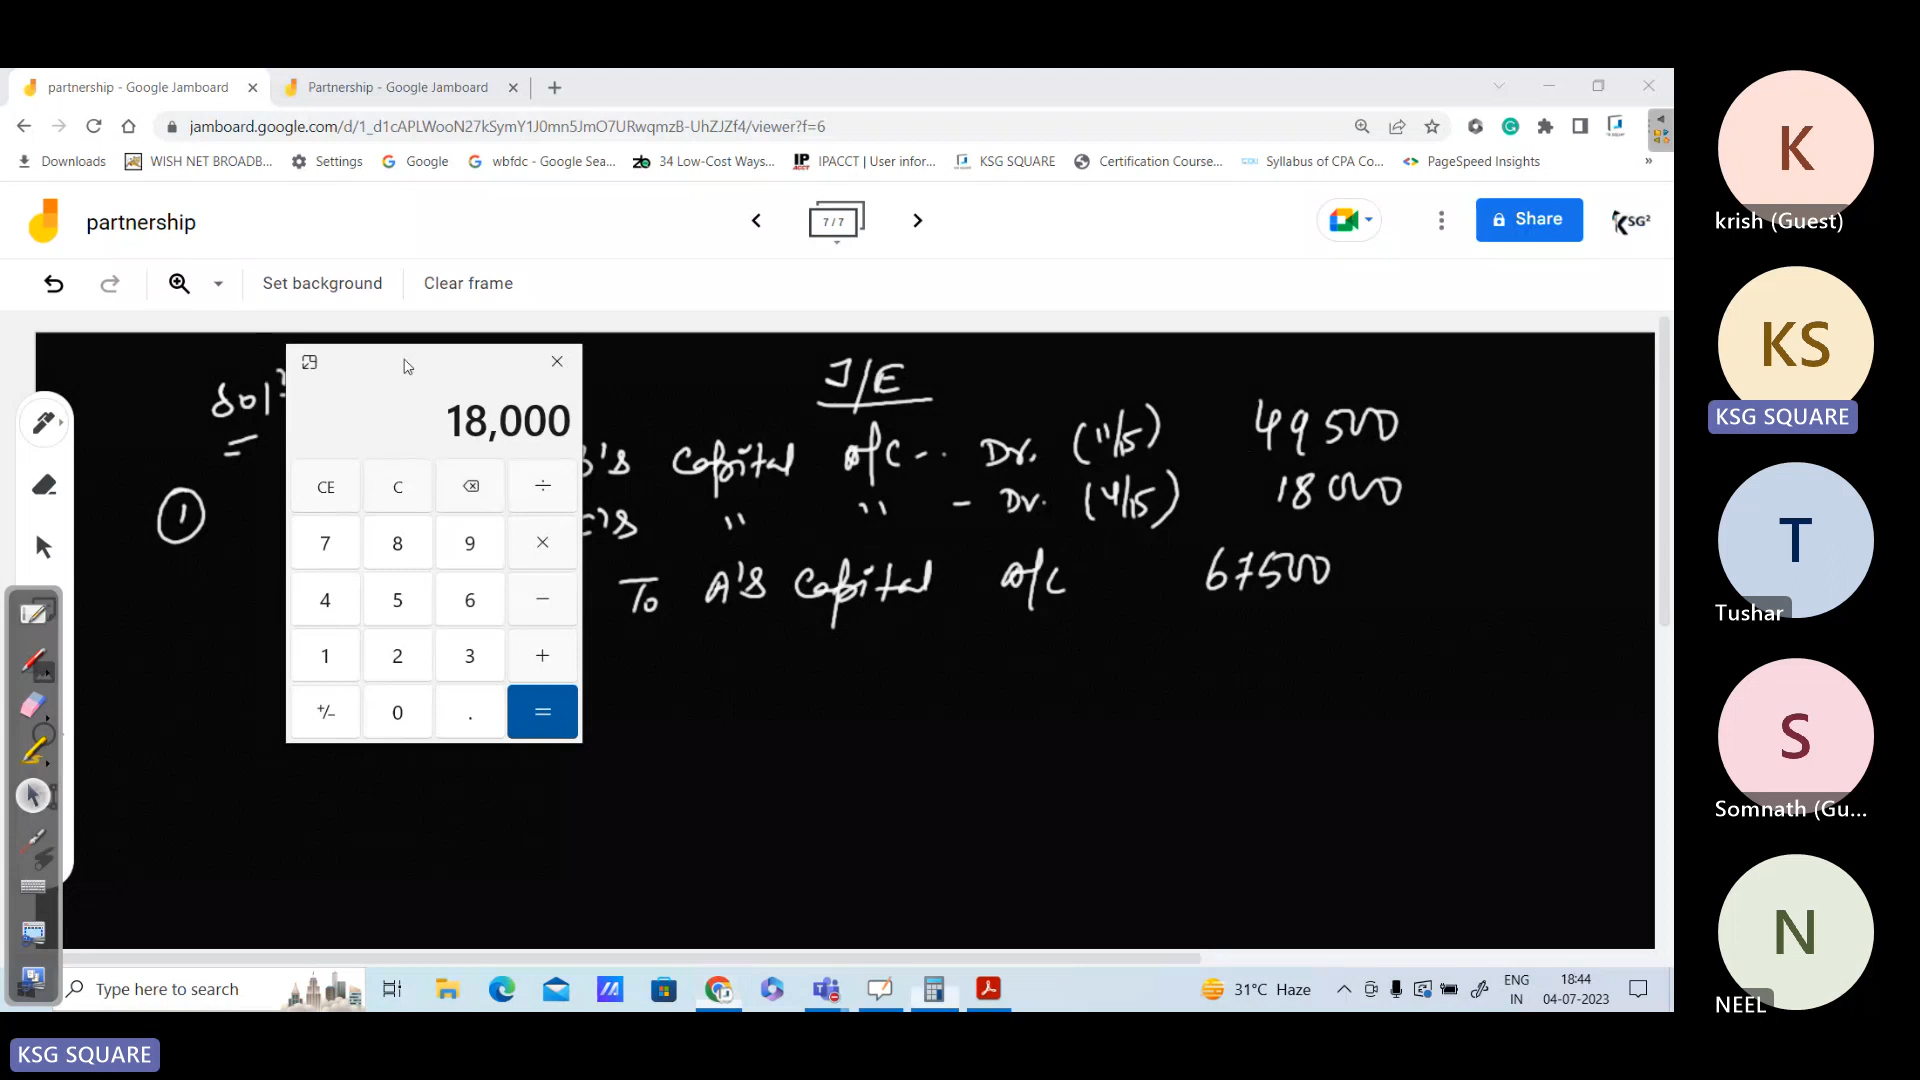 partnership - Google Jamboard
Partnership - Google Jamboard
jamboard.google.com/d/1_d1cAPLWooN27kSymY1J0mn5JmO7URwqmzB-UhZJZf4/viewer?f=6
Downloads WISH NET BROADB... Settings Google wbfdc - Google Sea... 34 Low-Cost Ways... IPACCT | User infor... KSG SQUARE Certification Course... Syllabus of CPA Co... PageSpeed Insights »
partnership
7 / 7
Share
KSG²
Set background
Clear frame
Sol
J/E
①
B's Capital A/C -- Dr. (11/15) 49500
C's " " - Dr. (4/15) 18000
To A's Capital A/C 67500
18,000
CE C ÷
7 8 9 ×
4 5 6 −
1 2 3 +
+/− 0 . =
K
krish (Guest)
KS
KSG SQUARE
T
Tushar
S
Somnath (Gu...
N
NEEL
Type here to search
31°C Haze
ENG
IN
18:44
04-07-2023
KSG SQUARE